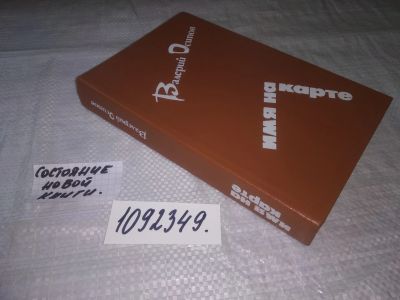 Валерий Осипов
имя на
карте
Валерий Осипов
имя на
карте
состояние
новой
книги.
1092349.